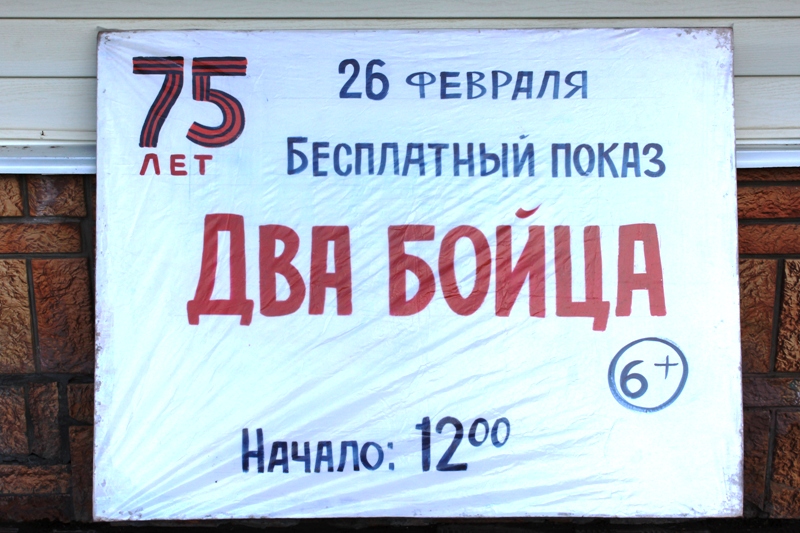 75
ЛЕТ
26 ФЕВРАЛЯ
БЕСПЛАТНЫЙ ПОКАЗ
ДВА БОЙЦА
6+
НАЧАЛО: 12⁰⁰